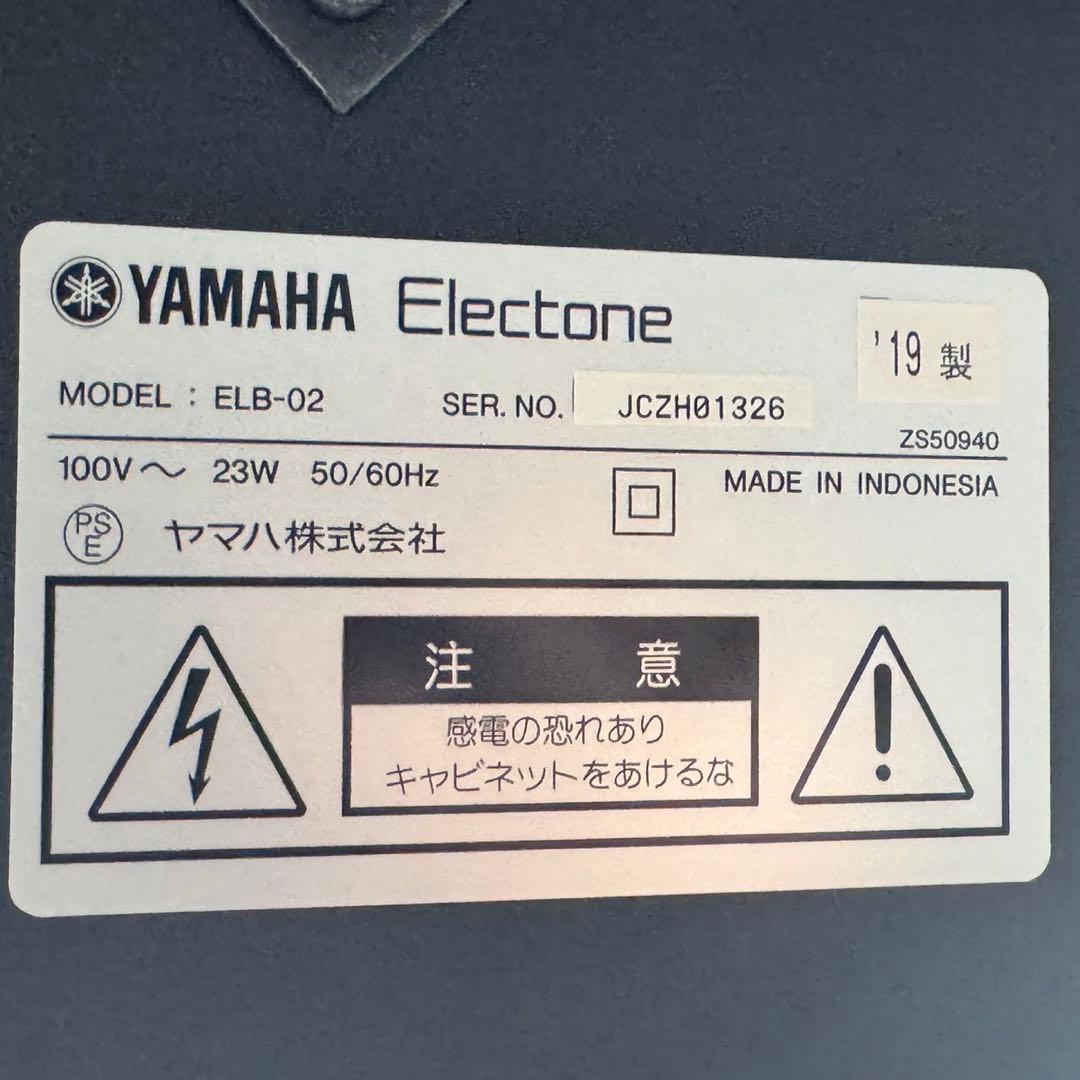 YAMAHA Electone
'19 製
MODEL : ELB-02 SER. NO. JCZH01326
ZS50940
100V～ 23W 50/60Hz MADE IN INDONESIA
PSE ヤマハ株式会社
注意
感電の恐れあり
キャビネットをあけるな